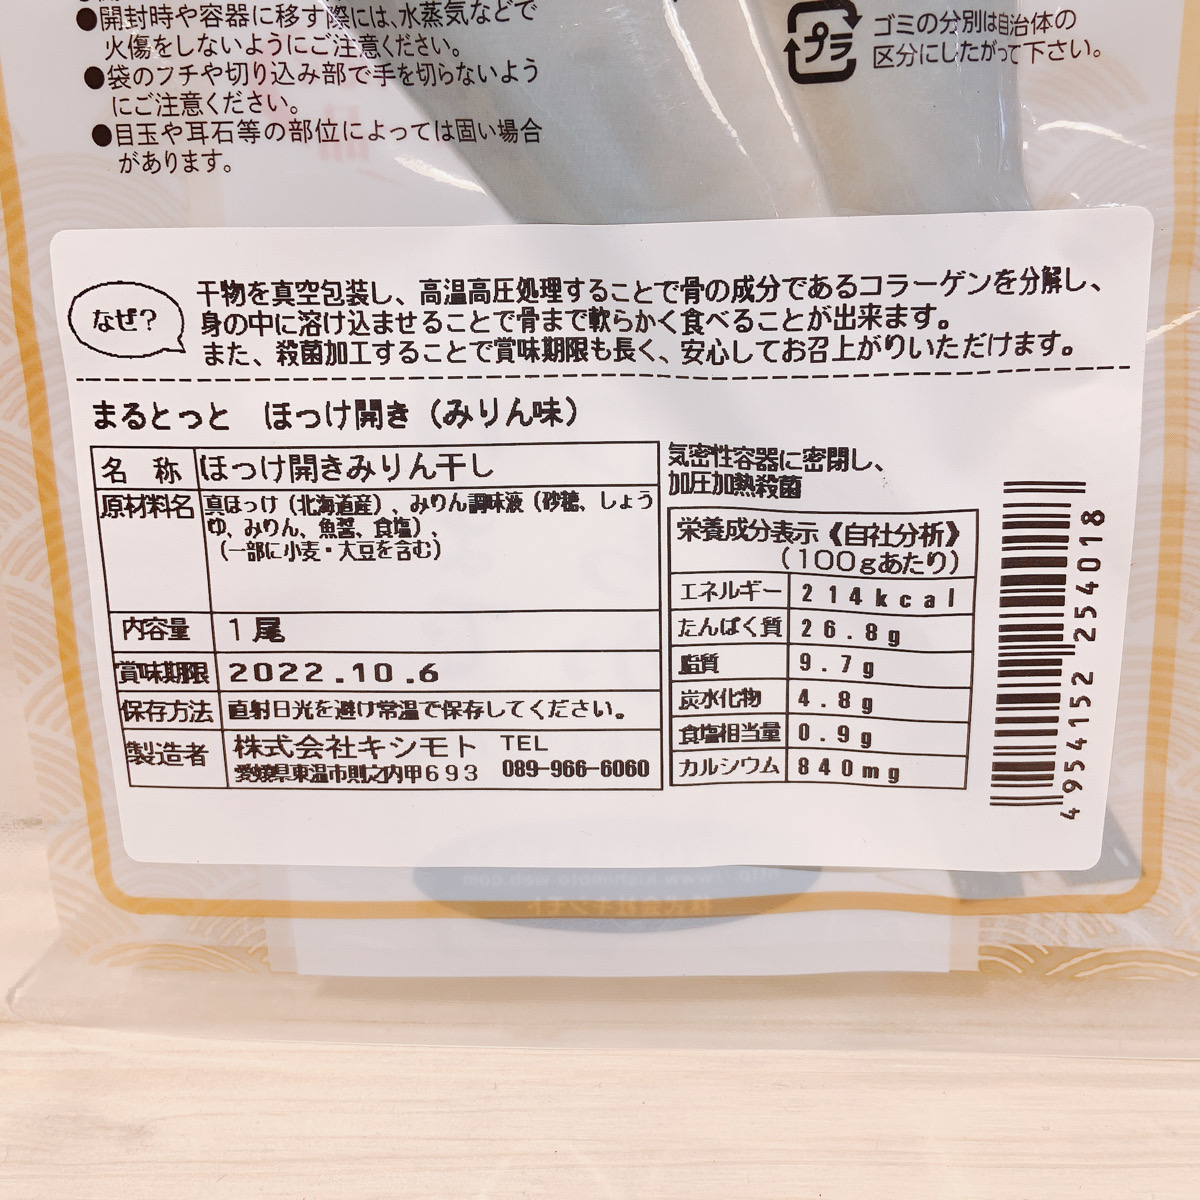 ●開封時や容器に移す際には、水蒸気などで
火傷をしないようにご注意ください。
●袋のフチや切り込み部で手を切らないよう
にご注意ください。
●目玉や耳石等の部位によっては固い場合
があります。
プラ
ゴミの分別は自治体の
区分にしたがって下さい。
なぜ?
干物を真空包装し、高温高圧処理することで骨の成分であるコラーゲンを分解し、
身の中に溶け込ませることで骨まで軟らかく食べることが出来ます。
また、殺菌加工することで賞味期限も長く、安心してお召上がりいただけます。
まるとっと ほっけ開き（みりん味）
名 称 ほっけ開きみりん干し
原材料名 真ほっけ（北海道産）、みりん調味液（砂糖、しょう
ゆ、みりん、魚醤、食塩）、
（一部に小麦・大豆を含む）
内容量 1尾
賞味期限 2022.10.6
保存方法 直射日光を避け常温で保存してください。
製造者 株式会社キシモト TEL
愛媛県東温市則之内甲693 089-966-6060
気密性容器に密閉し、
加圧加熱殺菌
栄養成分表示《自社分析》
（100gあたり）
エネルギー 214kcal
たんぱく質 26.8g
脂質 9.7g
炭水化物 4.8g
食塩相当量 0.9g
カルシウム 840mg
4954152254018